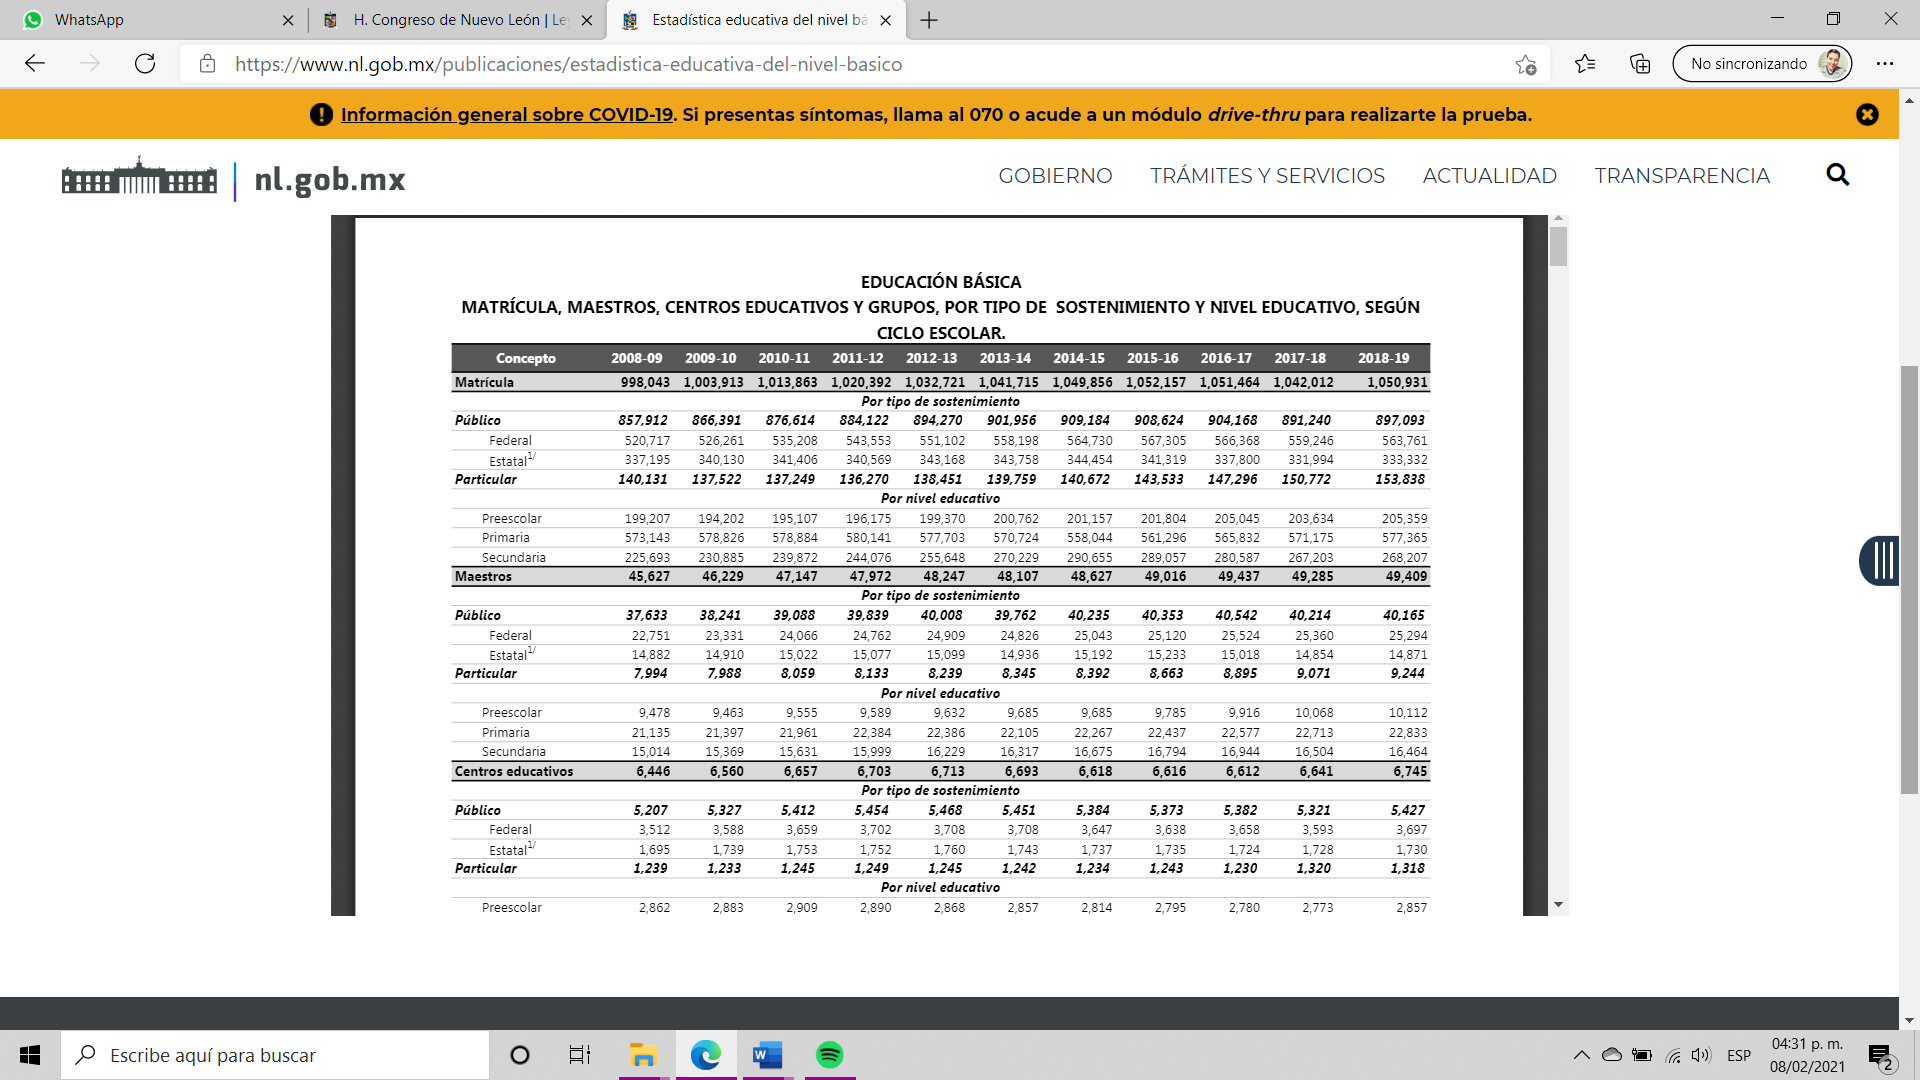 WhatsApp
H. Congreso de Nuevo León | Le
Estadística educativa del nivel bá
https://www.nl.gob.mx/publicaciones/estadistica-educativa-del-nivel-basico
No sincronizando
Información general sobre COVID-19. Si presentas síntomas, llama al 070 o acude a un módulo drive-thru para realizarte la prueba.
nl.gob.mx
GOBIERNO TRÁMITES Y SERVICIOS ACTUALIDAD TRANSPARENCIA
EDUCACIÓN BÁSICA
MATRÍCULA, MAESTROS, CENTROS EDUCATIVOS Y GRUPOS, POR TIPO DE SOSTENIMIENTO Y NIVEL EDUCATIVO, SEGÚN
CICLO ESCOLAR.
Concepto 2008-09 2009-10 2010-11 2011-12 2012-13 2013-14 2014-15 2015-16 2016-17 2017-18 2018-19
Matrícula 998,043 1,003,913 1,013,863 1,020,392 1,032,721 1,041,715 1,049,856 1,052,157 1,051,464 1,042,012 1,050,931
Por tipo de sostenimiento
Público 857,912 866,391 876,614 884,122 894,270 901,956 909,184 908,624 904,168 891,240 897,093
Federal 520,717 526,261 535,208 543,553 551,102 558,198 564,730 567,305 566,368 559,246 563,761
Estatal1/ 337,195 340,130 341,406 340,569 343,168 343,758 344,454 341,319 337,800 331,994 333,332
Particular 140,131 137,522 137,249 136,270 138,451 139,759 140,672 143,533 147,296 150,772 153,838
Por nivel educativo
Preescolar 199,207 194,202 195,107 196,175 199,370 200,762 201,157 201,804 205,045 203,634 205,359
Primaria 573,143 578,826 578,884 580,141 577,703 570,724 558,044 561,296 565,832 571,175 577,365
Secundaria 225,693 230,885 239,872 244,076 255,648 270,229 290,655 289,057 280,587 267,203 268,207
Maestros 45,627 46,229 47,147 47,972 48,247 48,107 48,627 49,016 49,437 49,285 49,409
Por tipo de sostenimiento
Público 37,633 38,241 39,088 39,839 40,008 39,762 40,235 40,353 40,542 40,214 40,165
Federal 22,751 23,331 24,066 24,762 24,909 24,826 25,043 25,120 25,524 25,360 25,294
Estatal1/ 14,882 14,910 15,022 15,077 15,099 14,936 15,192 15,233 15,018 14,854 14,871
Particular 7,994 7,988 8,059 8,133 8,239 8,345 8,392 8,663 8,895 9,071 9,244
Por nivel educativo
Preescolar 9,478 9,463 9,555 9,589 9,632 9,685 9,685 9,785 9,916 10,068 10,112
Primaria 21,135 21,397 21,961 22,384 22,386 22,105 22,267 22,437 22,577 22,713 22,833
Secundaria 15,014 15,369 15,631 15,999 16,229 16,317 16,675 16,794 16,944 16,504 16,464
Centros educativos 6,446 6,560 6,657 6,703 6,713 6,693 6,618 6,616 6,612 6,641 6,745
Por tipo de sostenimiento
Público 5,207 5,327 5,412 5,454 5,468 5,451 5,384 5,373 5,382 5,321 5,427
Federal 3,512 3,588 3,659 3,702 3,708 3,708 3,647 3,638 3,658 3,593 3,697
Estatal1/ 1,695 1,739 1,753 1,752 1,760 1,743 1,737 1,735 1,724 1,728 1,730
Particular 1,239 1,233 1,245 1,249 1,245 1,242 1,234 1,243 1,230 1,320 1,318
Por nivel educativo
Preescolar 2,862 2,883 2,909 2,890 2,868 2,857 2,814 2,795 2,780 2,773 2,857
Escribe aquí para buscar
ESP
04:31 p. m.
08/02/2021
2